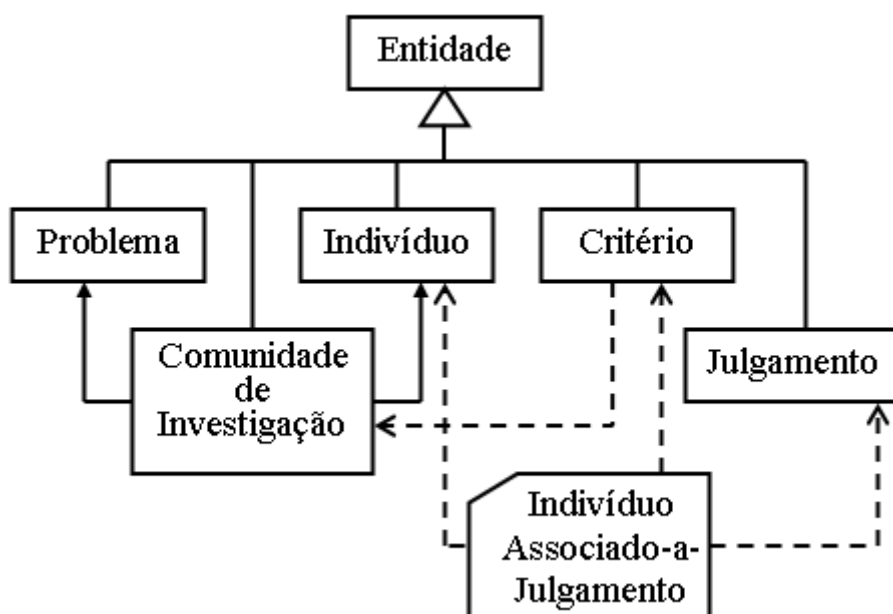 Entidade
Problema
Indivíduo
Critério
Comunidade
de
Investigação
Julgamento
Indivíduo
Associado-a-
Julgamento